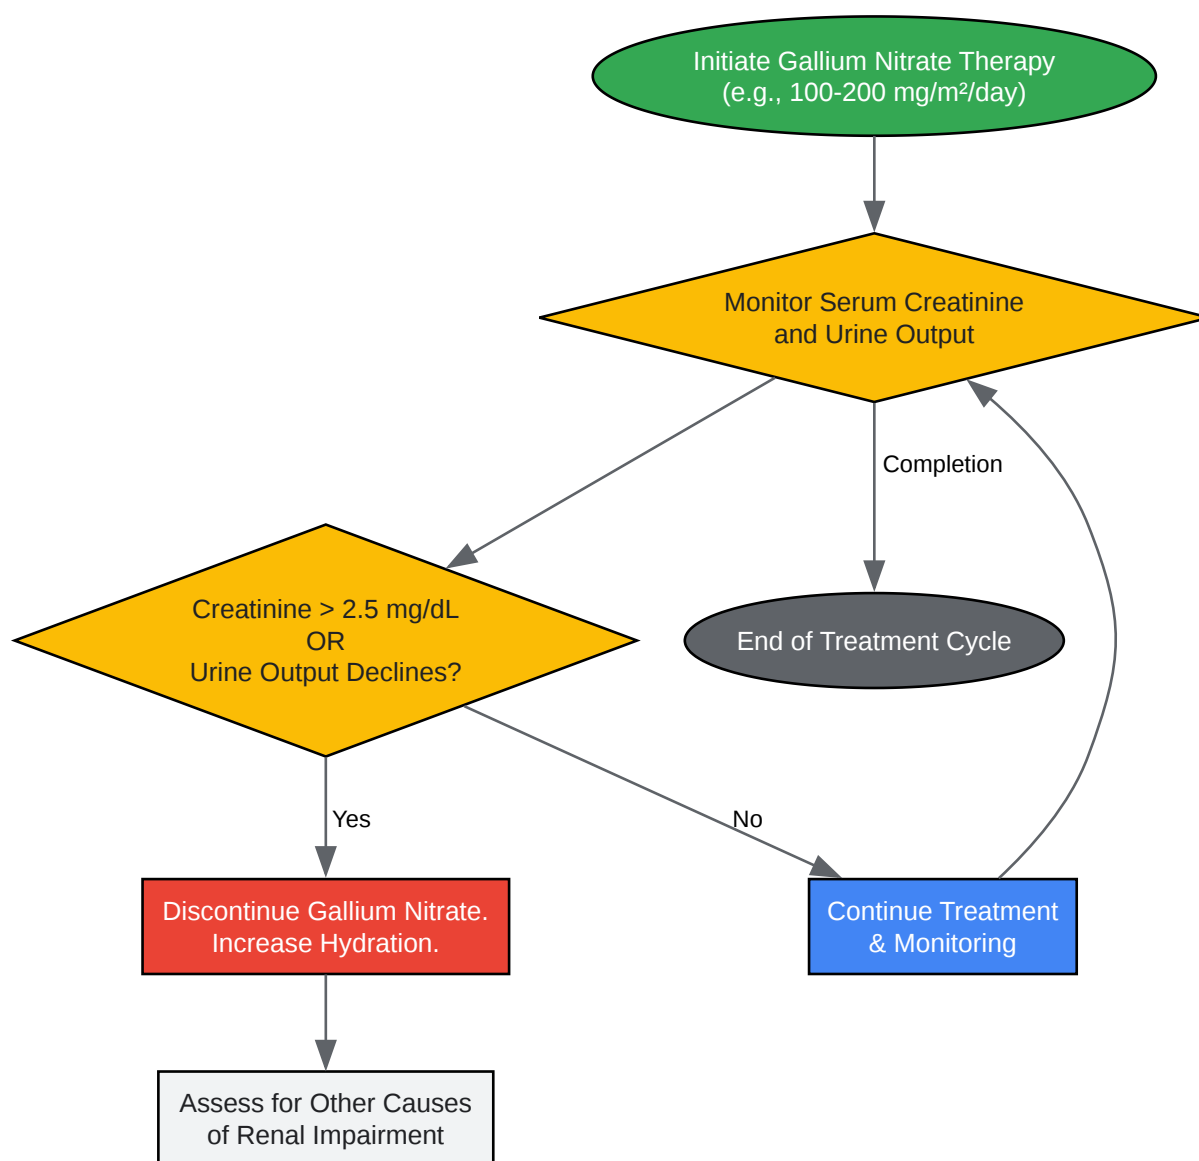 Initiate Gallium Nitrate Therapy
(e.g., 100-200 mg/m²/day)
Monitor Serum Creatinine
and Urine Output
Completion
Creatinine > 2.5 mg/dL
OR
Urine Output Declines?
End of Treatment Cycle
Yes
No
Discontinue Gallium Nitrate.
Increase Hydration.
Continue Treatment
& Monitoring
Assess for Other Causes
of Renal Impairment